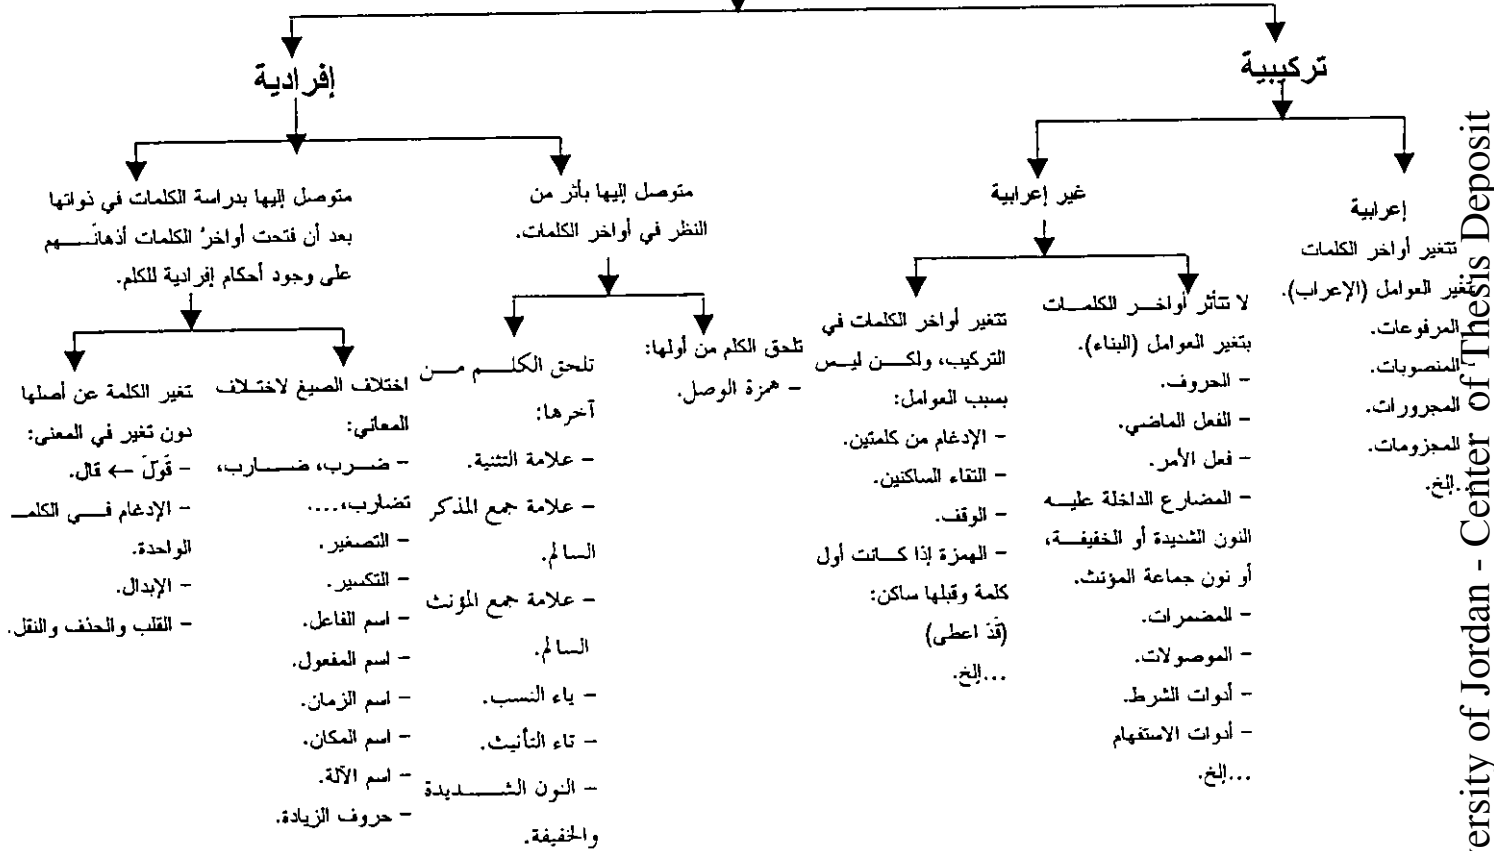 تركيبية
إفرادية
إعرابية
تتغير أواخر الكلمات
بتغير العوامل (الإعراب).
المرفوعات.
المنصوبات.
المجرورات.
المجزومات.
...إلخ.
غير إعرابية
لا تتأثر أواخر الكلمات
بتغير العوامل (البناء).
- الحروف.
- الفعل الماضي.
- فعل الأمر.
- المضارع الداخلة عليه
النون الشديدة أو الخفيفة،
أو نون جماعة المؤنث.
- المضمرات.
- الموصولات.
- أدوات الشرط.
- أدوات الاستفهام
...إلخ.
تتغير أواخر الكلمات في
التركيب، ولكن ليس
بسبب العوامل:
- الإدغام من كلمتين.
- التقاء الساكنين.
- الوقف.
- الهمزة إذا كانت أول
كلمة وقبلها ساكن:
(قَدَ اعطى)
...إلخ.
متوصل إليها بأثر من
النظر في أواخر الكلمات.
تلحق الكلم من أولها:
- همزة الوصل.
تلحق الكلم من
آخرها:
- علامة التثنية.
- علامة جمع المذكر
السالم.
- علامة جمع المؤنث
السالم.
- ياء النسب.
- تاء التأنيث.
- النون الشديدة
والخفيفة.
متوصل إليها بدراسة الكلمات في ذواتها
بعد أن فتحت أواخرُ الكلمات أذهانَهم
على وجود أحكام إفرادية للكلم.
اختلاف الصيغ لاختلاف
المعاني:
- ضرب، ضارب،
تضارب،....
- التصغير.
- التكسير.
- اسم الفاعل.
- اسم المفعول.
- اسم الزمان.
- اسم المكان.
- اسم الآلة.
- حروف الزيادة.
تغير الكلمة عن أصلها
دون تغير في المعنى:
- قَوَلَ ← قال.
- الإدغام في الكلمة
الواحدة.
- الإبدال.
- القلب والحذف والنقل.
ersity of Jordan - Center of Thesis Deposit